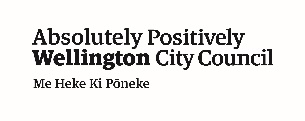 Absolutely Positively
Wellington City Council
Me Heke Ki Pōneke